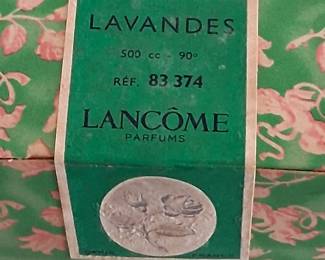 LAVANDES
500 cc - 90°
RÉF. 83 374
LANCÔME
PARFUMS